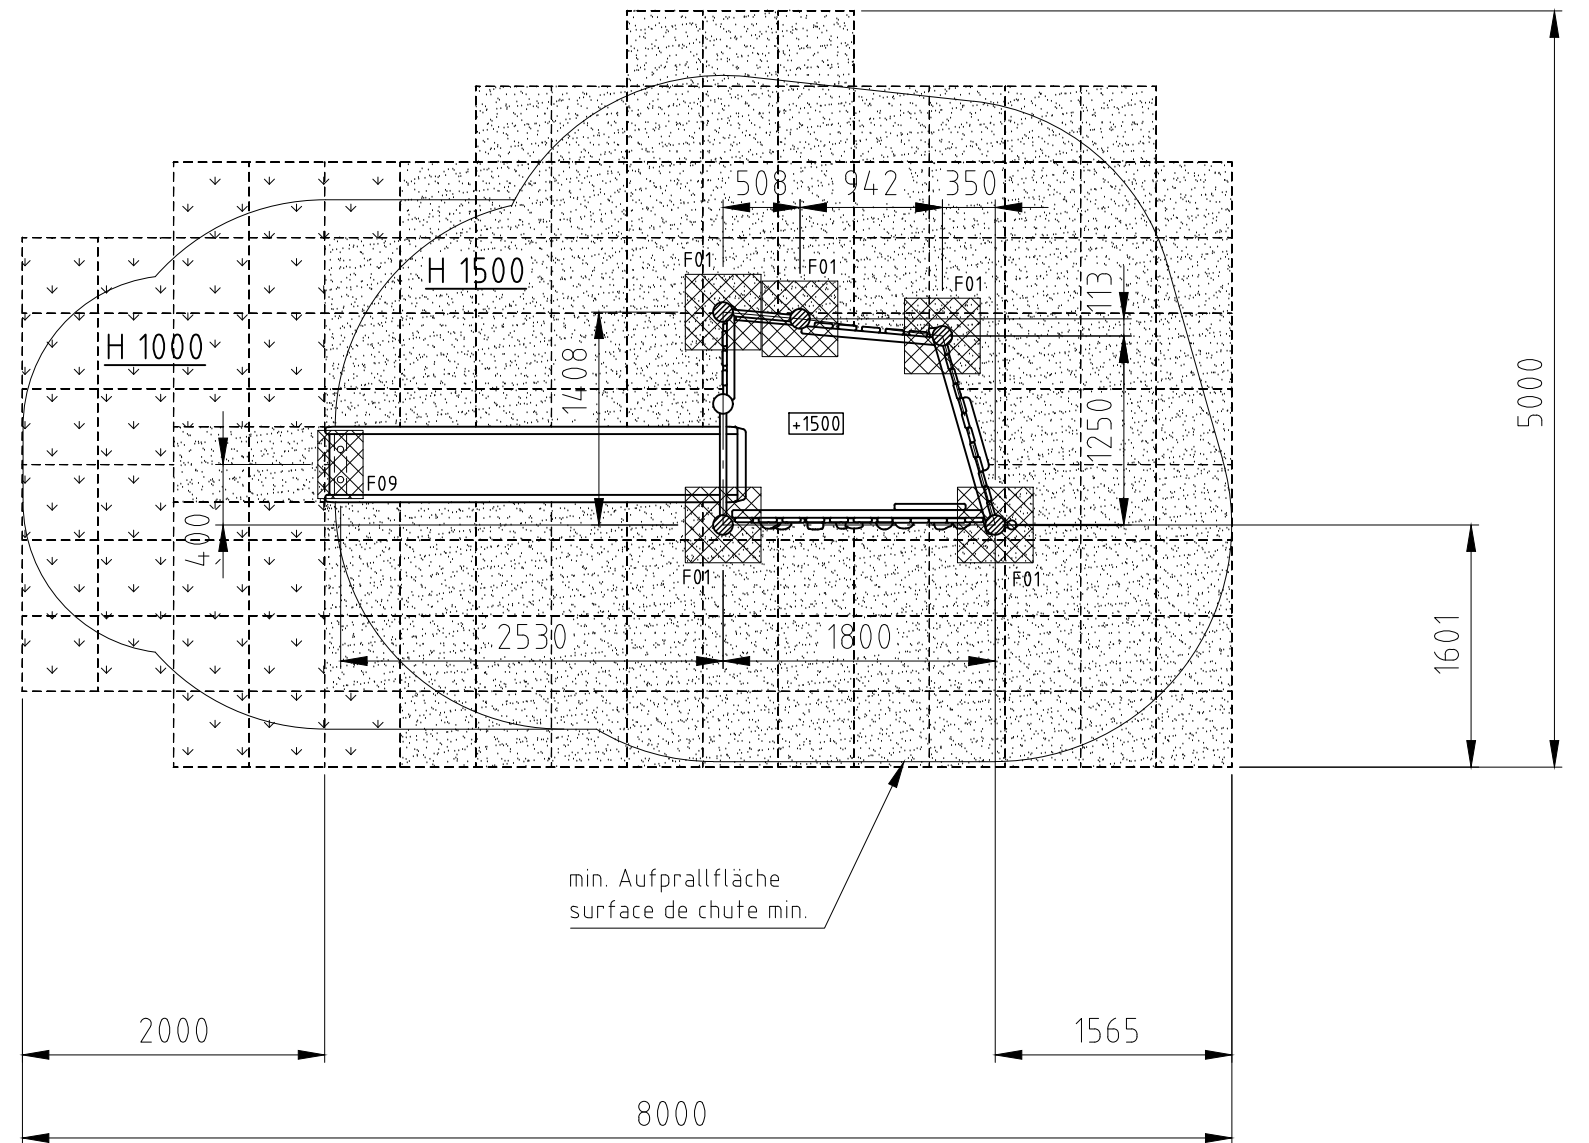 508
942
350
F01
F01
H 1500
F01
113
H 1000
1408
5000
+1500
1250
F09
400
F01
F01
2530
1800
1601
min. Aufprallfläche
surface de chute min.
2000
1565
8000